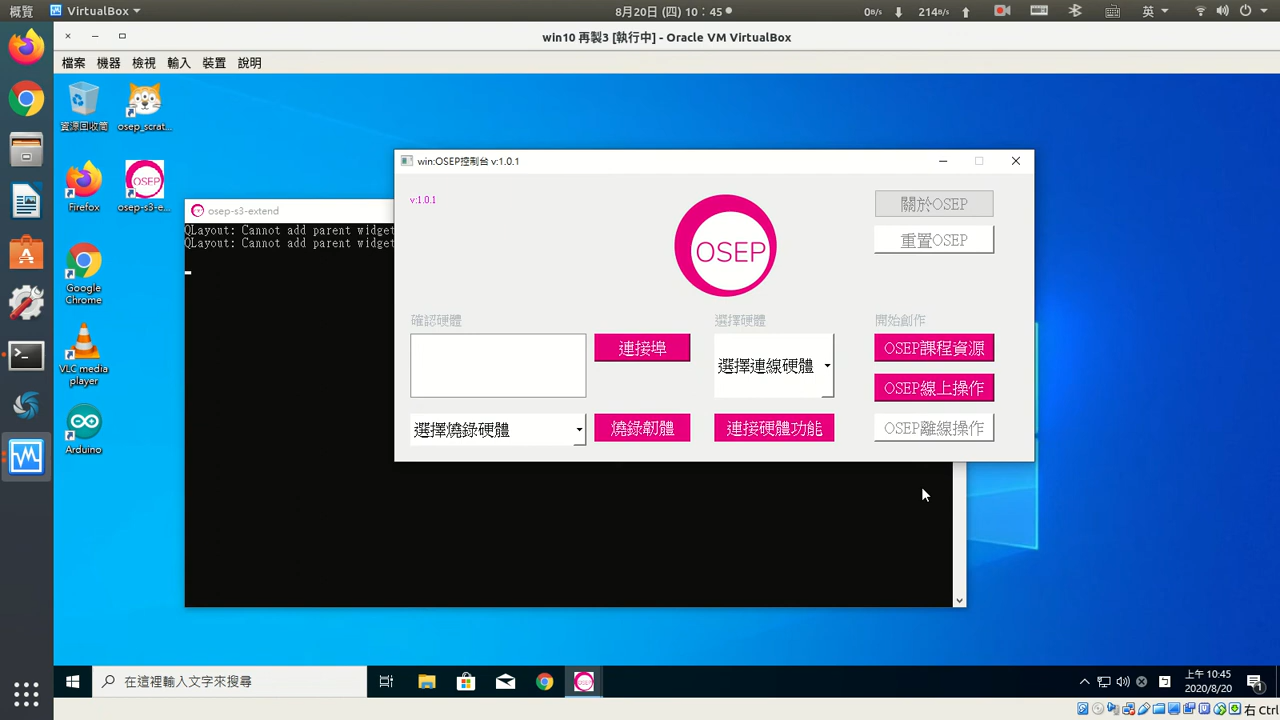 概覽
VirtualBox
8月20日 (四) 10：45
0B/s
214B/s
英
win10 再製3 [執行中] - Oracle VM VirtualBox
檔案 機器 檢視 輸入 裝置 說明
資源回收筒
osep_scrat...
Firefox
OSEP
osep-s3-e...
Google
Chrome
VLC media
player
Arduino
osep-s3-extend
QLayout: Cannot add parent widget
QLayout: Cannot add parent widget
win:OSEP控制台 v:1.0.1
v:1.0.1
OSEP
關於OSEP
重置OSEP
確認硬體
選擇硬體
開始創作
連接埠
選擇連線硬體
OSEP課程資源
OSEP線上操作
選擇燒錄硬體
燒錄韌體
連接硬體功能
OSEP離線操作
在這裡輸入文字來搜尋
OSEP
上午 10:45
2020/8/20
1
右 Ctrl